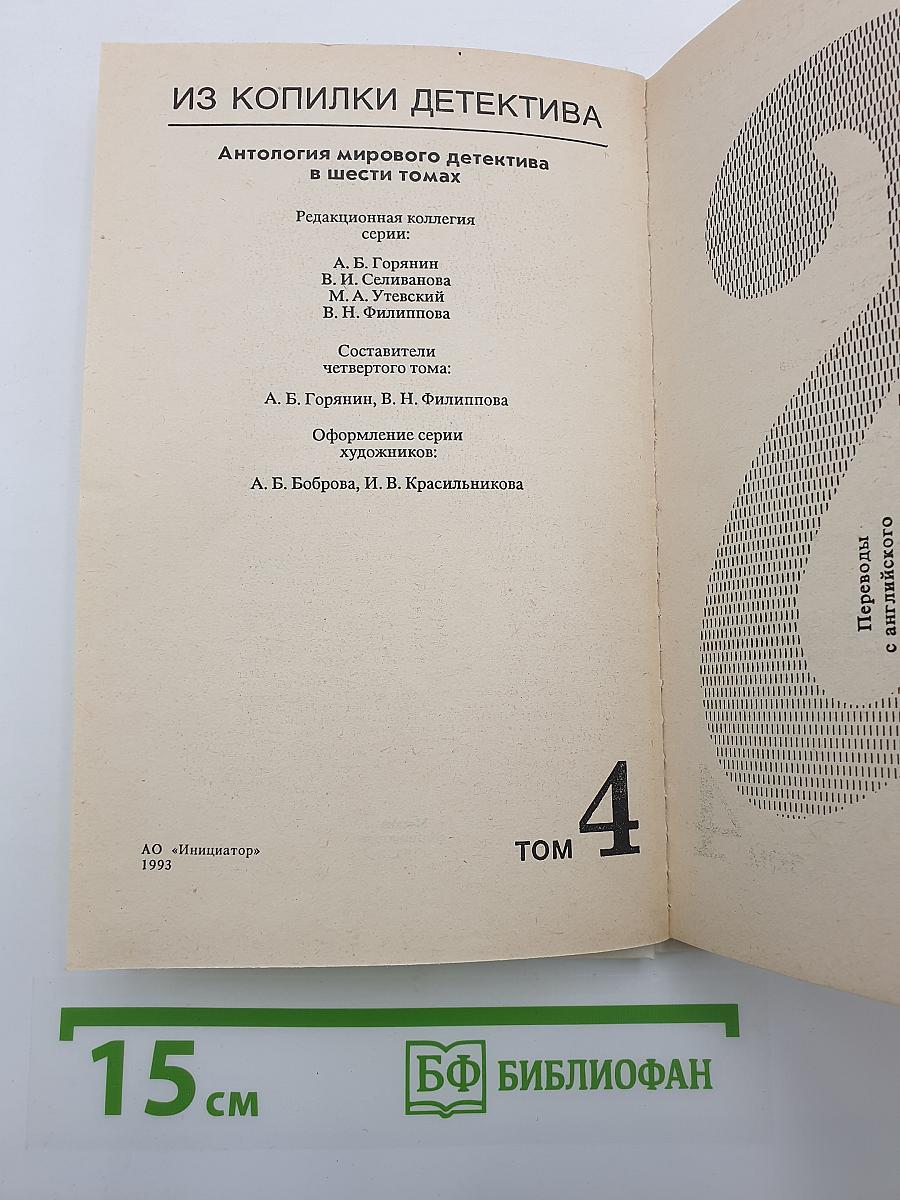 ИЗ КОПИЛКИ ДЕТЕКТИВА
Антология мирового детектива
в шести томах
Редакционная коллегия
серии:
А. Б. Горянин
В. И. Селиванова
М. А. Утевский
В. Н. Филиппова
Составители
четвертого тома:
А. Б. Горянин, В. Н. Филиппова
Оформление серии
художников:
А. Б. Боброва, И. В. Красильникова
АО «Инициатор»
1993
ТОМ 4
Переводы
с английского
15 см
БФ БИБЛИОФАН